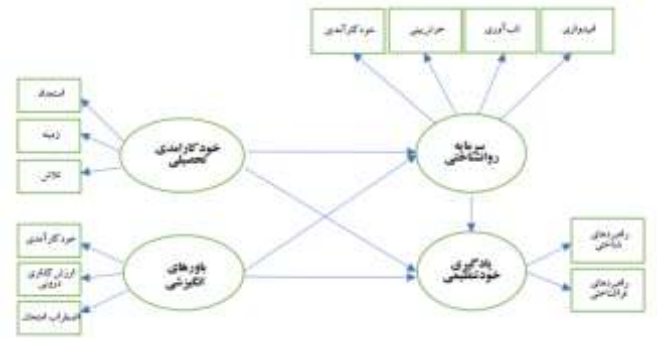 خودکارآمدی
خوش‌بینی
تاب‌آوری
امیدواری
استعداد
زمینه
تلاش
خودکارامدی
تحصیلی
سرمایه
روانشناختی
خودکارآمدی
ارزش‌گذاری
درونی
اضطراب امتحان
باورهای
انگیزشی
یادگیری
خودتنظیمی
راهبردهای
شناختی
راهبردهای
فراشناختی